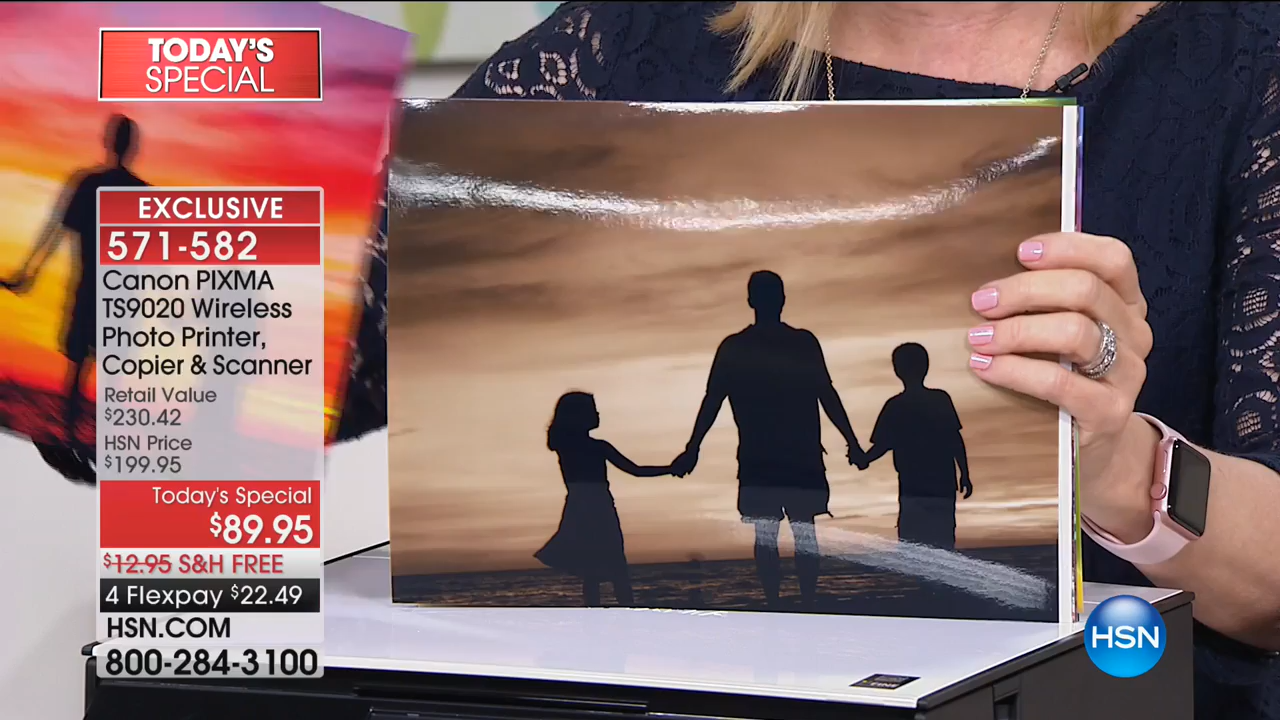 TODAY'S
SPECIAL
EXCLUSIVE
571-582
Canon PIXMA
TS9020 Wireless
Photo Printer,
Copier & Scanner
Retail Value
$230.42
HSN Price
$199.95
Today's Special
$89.95
$12.95 S&H FREE
4 Flexpay $22.49
HSN.COM
800-284-3100
HSN